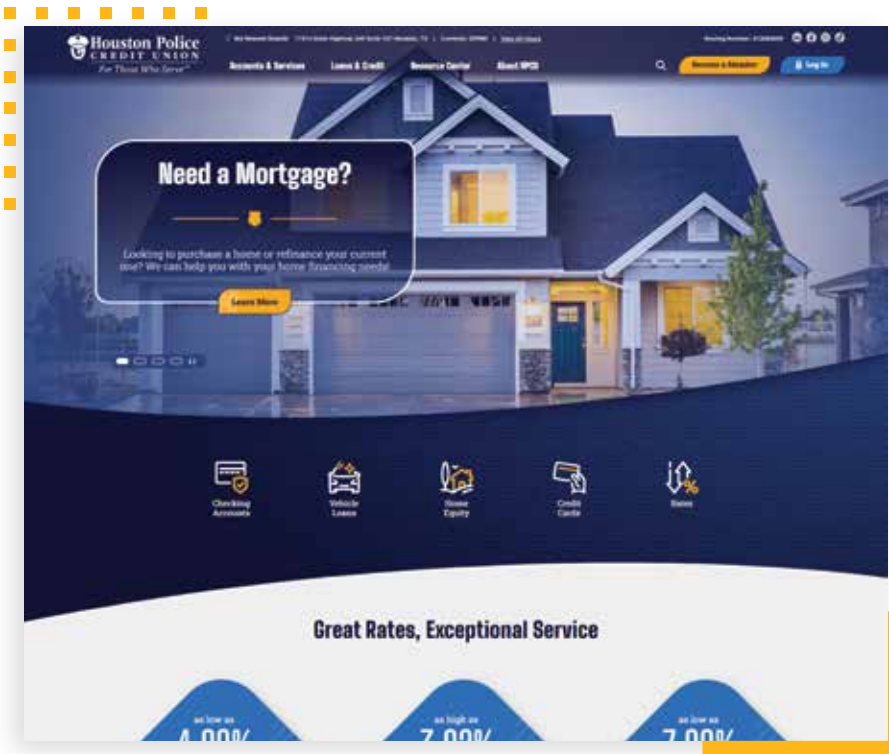 Houston Police
CREDIT UNION
For Those Who Serve
View All Hours
Accounts & Services
Loans & Credit
Resource Center
About HPCU
Become a Member
Log In
Need a Mortgage?
Looking to purchase a home or refinance your current
one? We can help you with your home financing needs!
Learn More
Checking
Accounts
Vehicle
Loans
Home
Equity
Credit
Cards
Rates
Great Rates, Exceptional Service
as low as
as high as
as low as